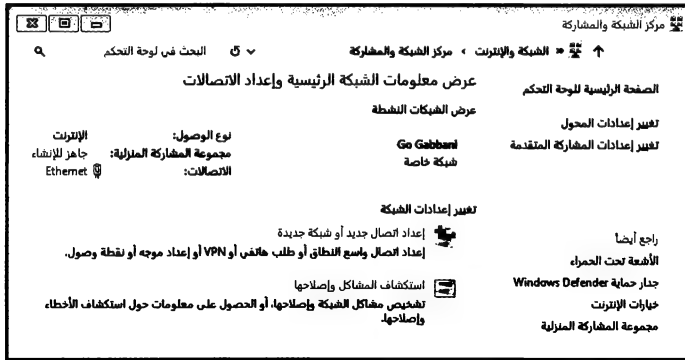 مركز الشبكة والمشاركة
الشبكة والإنترنت
مركز الشبكة والمشاركة
البحث في لوحة التحكم
الصفحة الرئيسية للوحة التحكم
تغيير إعدادات المحول
تغيير إعدادات المشاركة المتقدمة
عرض معلومات الشبكة الرئيسية وإعداد الاتصالات
عرض الشبكات النشطة
Go Gabbani
شبكة خاصة
نوع الوصول: الإنترنت
مجموعة المشاركة المنزلية: جاهز للإنشاء
الاتصالات: Ethernet
تغيير إعدادات الشبكة
إعداد اتصال جديد أو شبكة جديدة
إعداد اتصال واسع النطاق أو طلب هاتفي أو VPN أو إعداد موجه أو نقطة وصول.
استكشاف المشاكل وإصلاحها
تشخيص مشاكل الشبكة وإصلاحها، أو الحصول على معلومات حول استكشاف الأخطاء
وإصلاحها.
راجع أيضاً
الأشعة تحت الحمراء
جدار حماية Windows Defender
خيارات الإنترنت
مجموعة المشاركة المنزلية